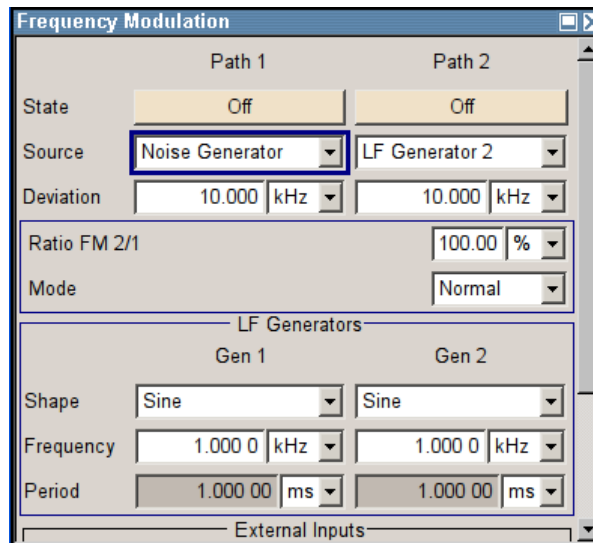 Frequency Modulation
Path 1 Path 2
State Off Off
Source Noise Generator LF Generator 2
Deviation 10.000 kHz 10.000 kHz
Ratio FM 2/1 100.00 %
Mode Normal
LF Generators
Gen 1 Gen 2
Shape Sine Sine
Frequency 1.000 0 kHz 1.000 0 kHz
Period 1.000 00 ms 1.000 00 ms
External Inputs